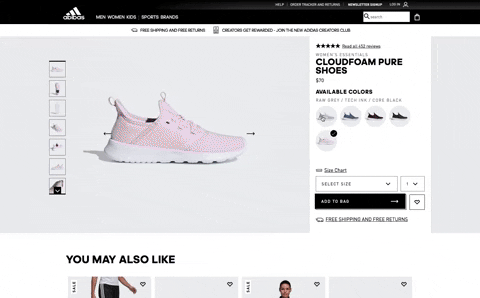 HELP
ORDER TRACKER AND RETURNS
NEWSLETTER SIGNUP
LOG IN
adidas
MEN WOMEN KIDS
SPORTS BRANDS
Search
FREE SHIPPING AND FREE RETURNS
CREATORS GET REWARDED - JOIN THE NEW ADIDAS CREATORS CLUB
Read all 452 reviews
WOMEN'S ESSENTIALS
CLOUDFOAM PURE
SHOES
$70
AVAILABLE COLORS
RAW GREY / TECH INK / CORE BLACK
Size Chart
SELECT SIZE
1
ADD TO BAG
FREE SHIPPING AND FREE RETURNS
YOU MAY ALSO LIKE
SALE
SALE